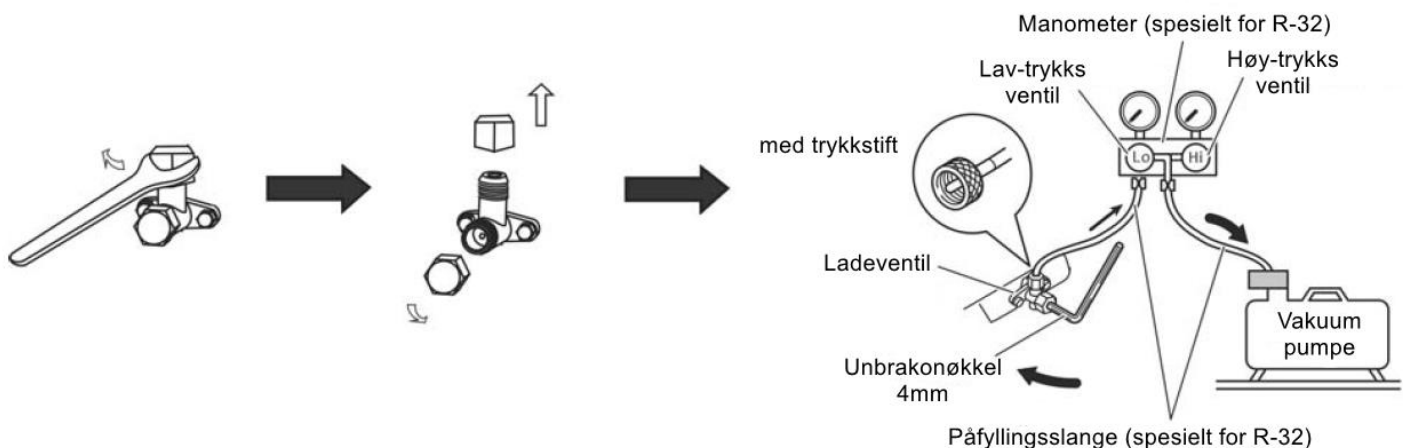 Manometer (spesielt for R-32)
Lav-trykks
ventil
Høy-trykks
ventil
med trykkstift
Lo
Hi
Ladeventil
Vakuum
pumpe
Unbrakonøkkel
4mm
Påfyllingsslange (spesielt for R-32)